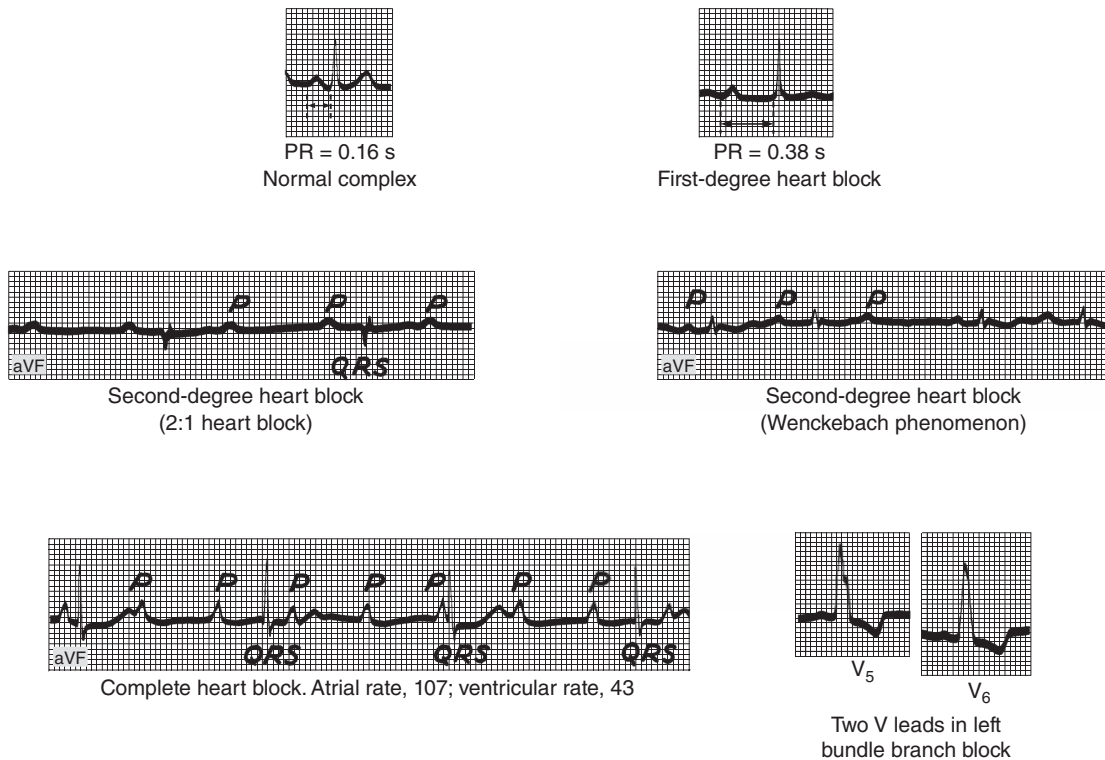 PR = 0.16 s
Normal complex
PR = 0.38 s
First-degree heart block
P P P
aVF
QRS
Second-degree heart block
(2:1 heart block)
P P P
aVF
Second-degree heart block
(Wenckebach phenomenon)
P P P P P P P
aVF
QRS QRS QRS
Complete heart block. Atrial rate, 107; ventricular rate, 43
V5
V6
Two V leads in left
bundle branch block